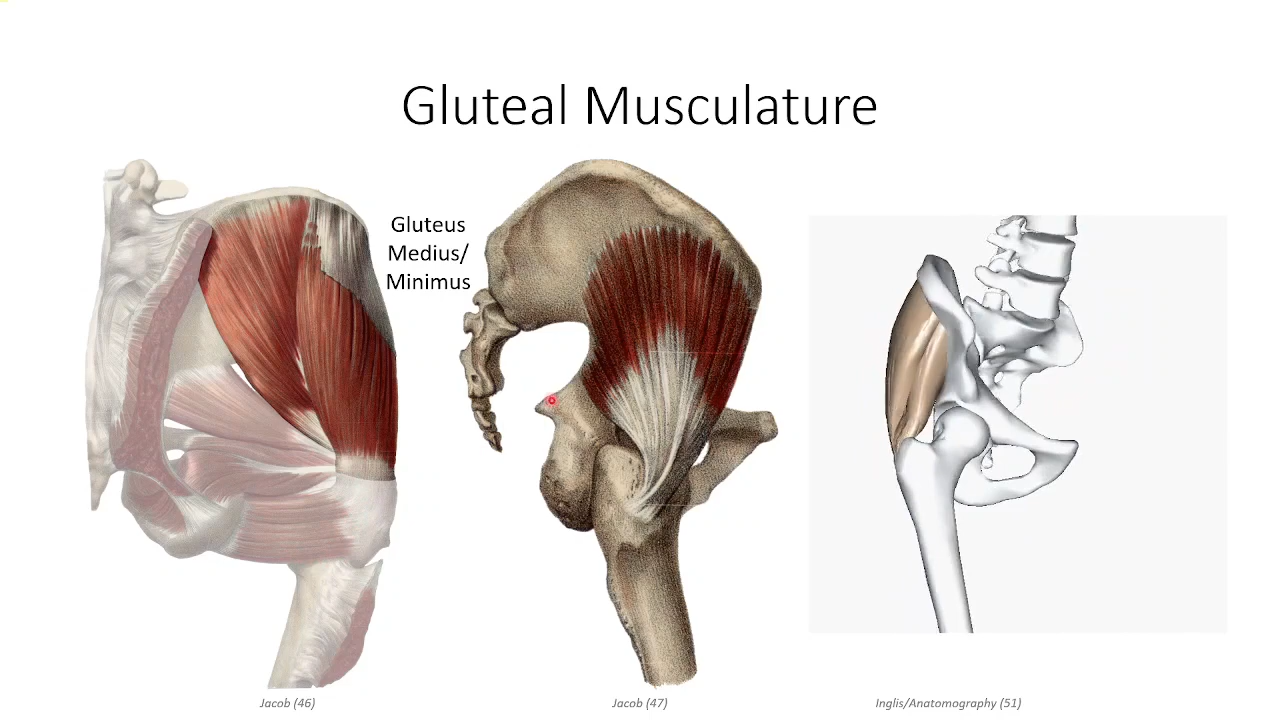 Gluteal Musculature
Gluteus
Medius/
Minimus
Jacob (46)
Jacob (47)
Inglis/Anatomography (51)